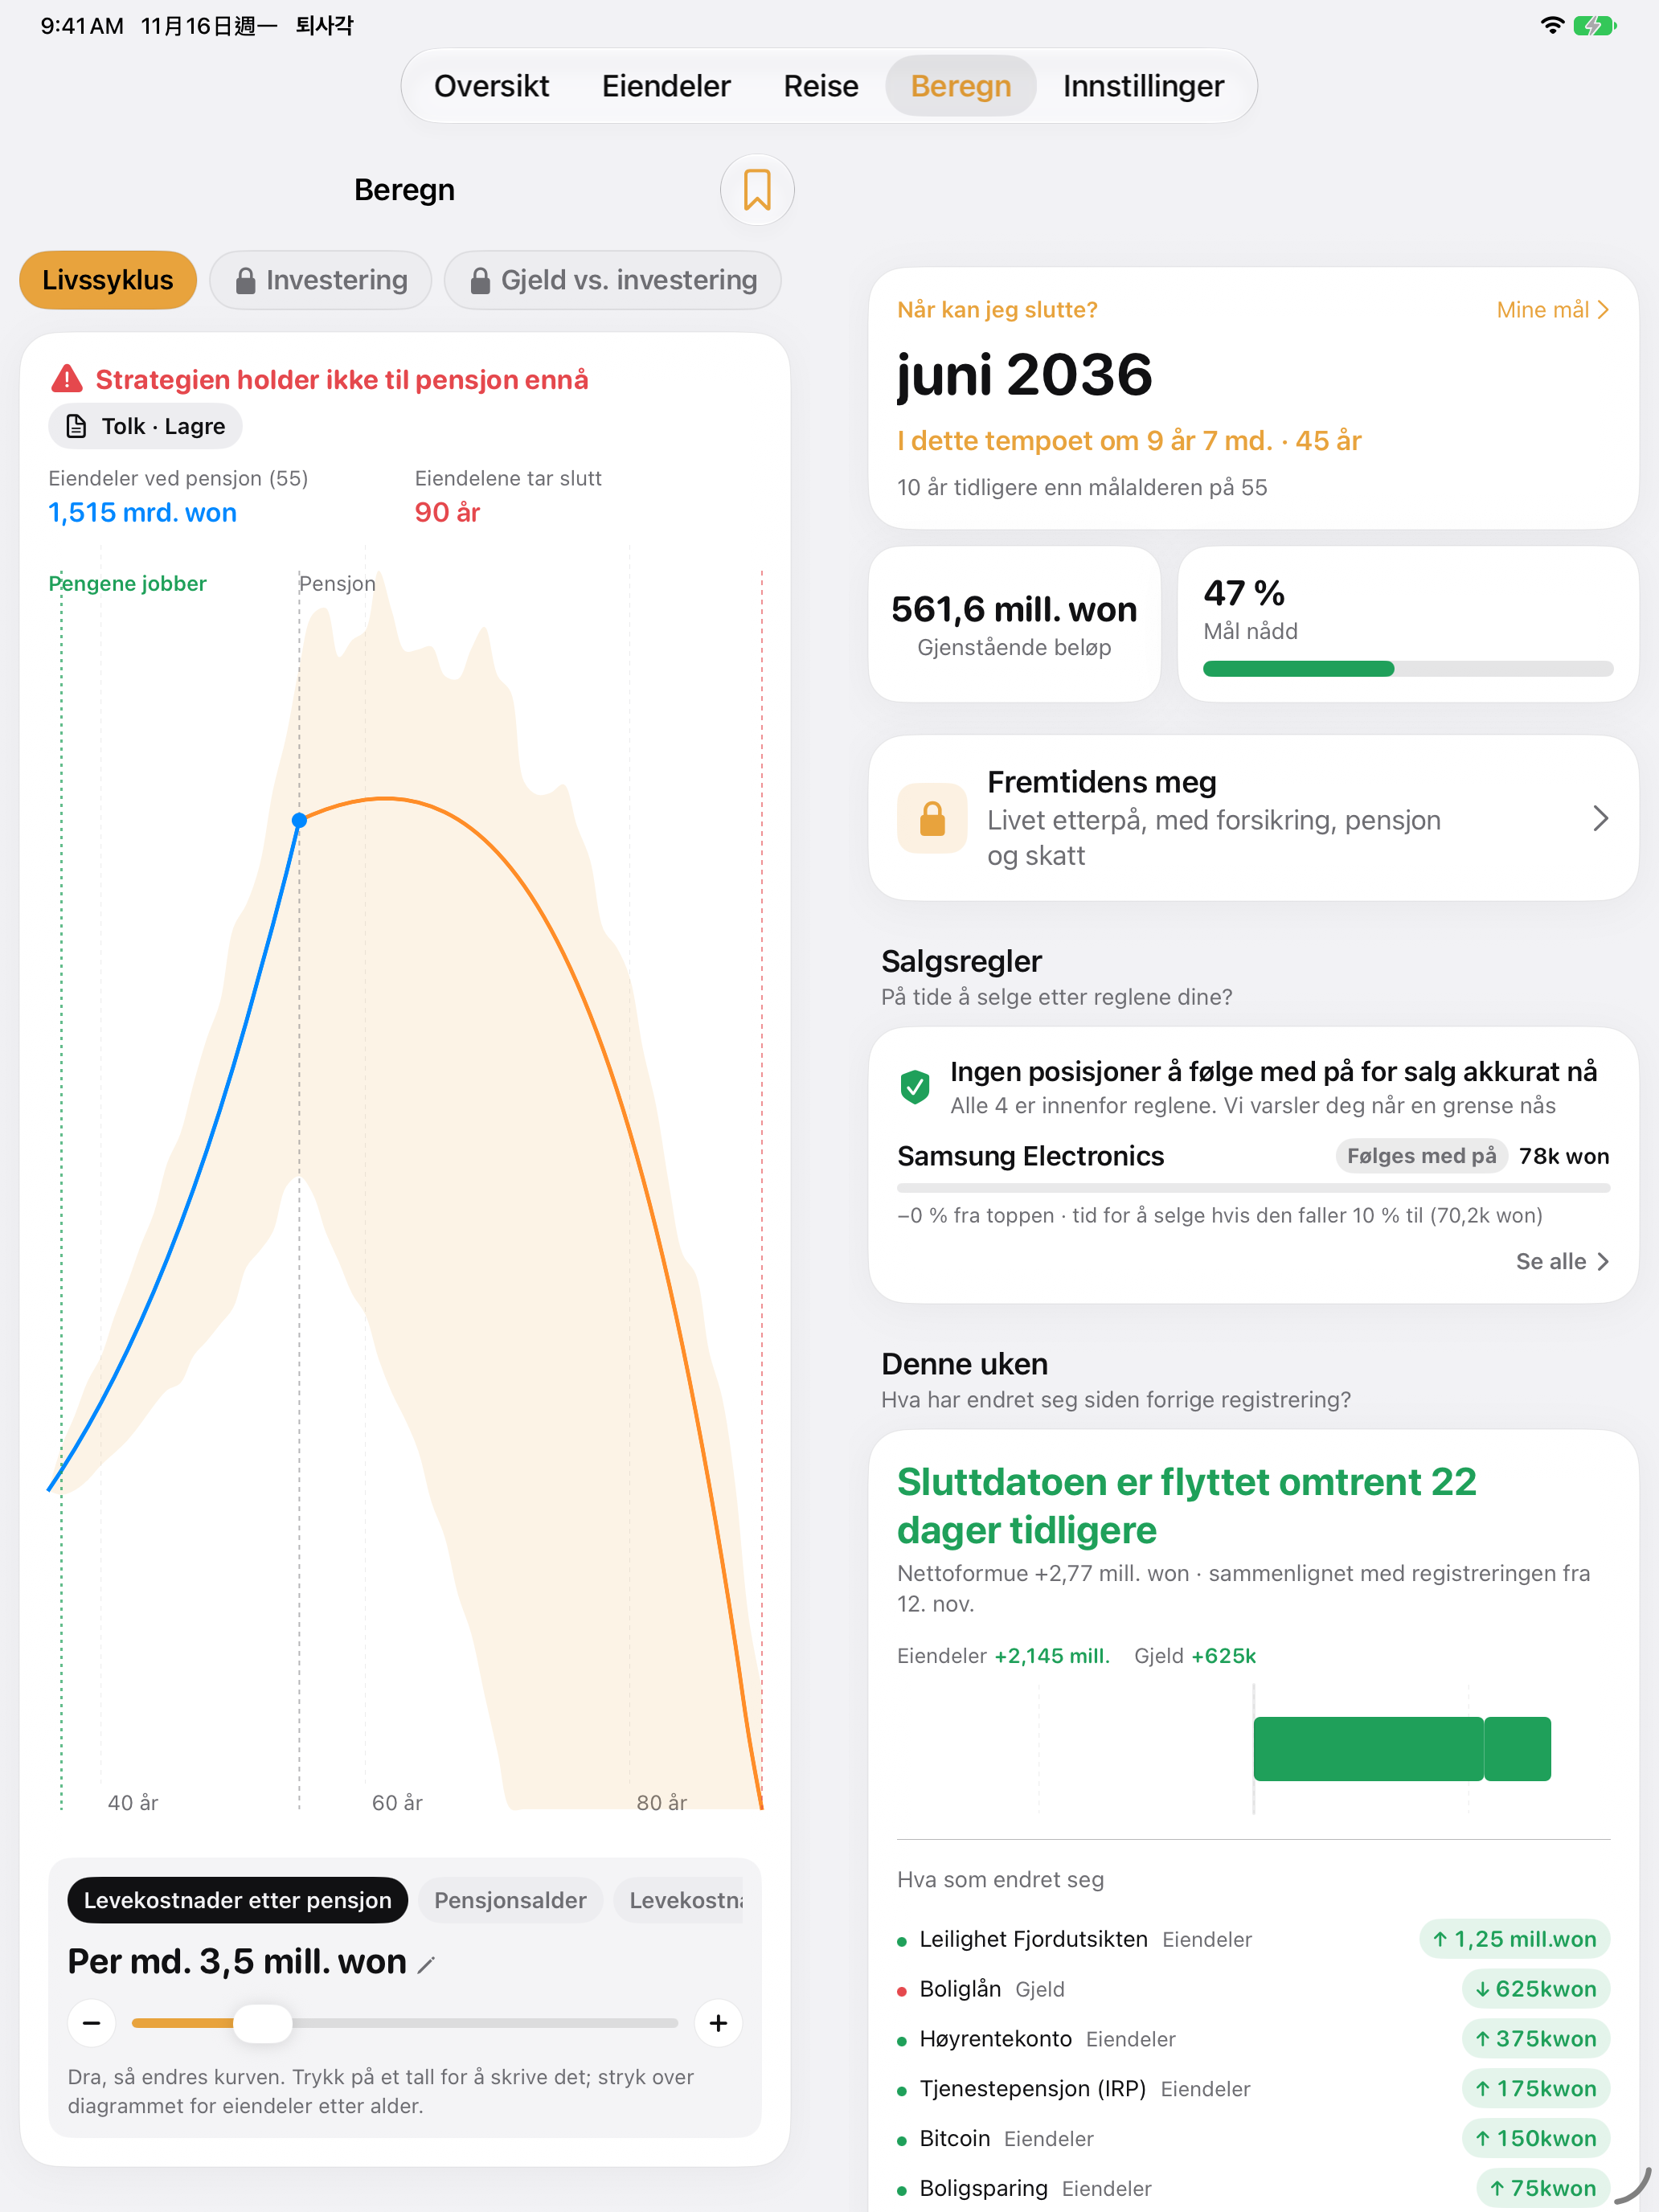 9:41 AM 11月16日週一 퇴사각
Oversikt Eiendeler Reise Beregn Innstillinger
Beregn
Livssyklus Investering Gjeld vs. investering
Strategien holder ikke til pensjon ennå
Tolk · Lagre
Eiendeler ved pensjon (55) Eiendelene tar slutt
1,515 mrd. won 90 år
Pengene jobber Pensjon
40 år 60 år 80 år
Levekostnader etter pensjon Pensjonsalder
Per md. 3,5 mill. won
− +
Dra, så endres kurven. Trykk på et tall for å skrive det; stryk over
diagrammet for eiendeler etter alder.
Når kan jeg slutte? Mine mål
juni 2036
I dette tempoet om 9 år 7 md. · 45 år
10 år tidligere enn målalderen på 55
561,6 mill. won
Gjenstående beløp
47 %
Mål nådd
Fremtidens meg
Livet etterpå, med forsikring, pensjon
og skatt
Salgsregler
På tide å selge etter reglene dine?
Ingen posisjoner å følge med på for salg akkurat nå
Alle 4 er innenfor reglene. Vi varsler deg når en grense nås
Samsung Electronics Følges med på 78k won
−0 % fra toppen · tid for å selge hvis den faller 10 % til (70,2k won)
Se alle
Denne uken
Hva har endret seg siden forrige registrering?
Sluttdatoen er flyttet omtrent 22
dager tidligere
Nettoformue +2,77 mill. won · sammenlignet med registreringen fra
12. nov.
Eiendeler +2,145 mill. Gjeld +625k
Hva som endret seg
Leilighet Fjordutsikten Eiendeler ↑ 1,25 mill.won
Boliglån Gjeld ↓ 625kwon
Høyrentekonto Eiendeler ↑ 375kwon
Tjenestepensjon (IRP) Eiendeler ↑ 175kwon
Bitcoin Eiendeler ↑ 150kwon
Boligsparing Eiendeler ↑ 75kwon